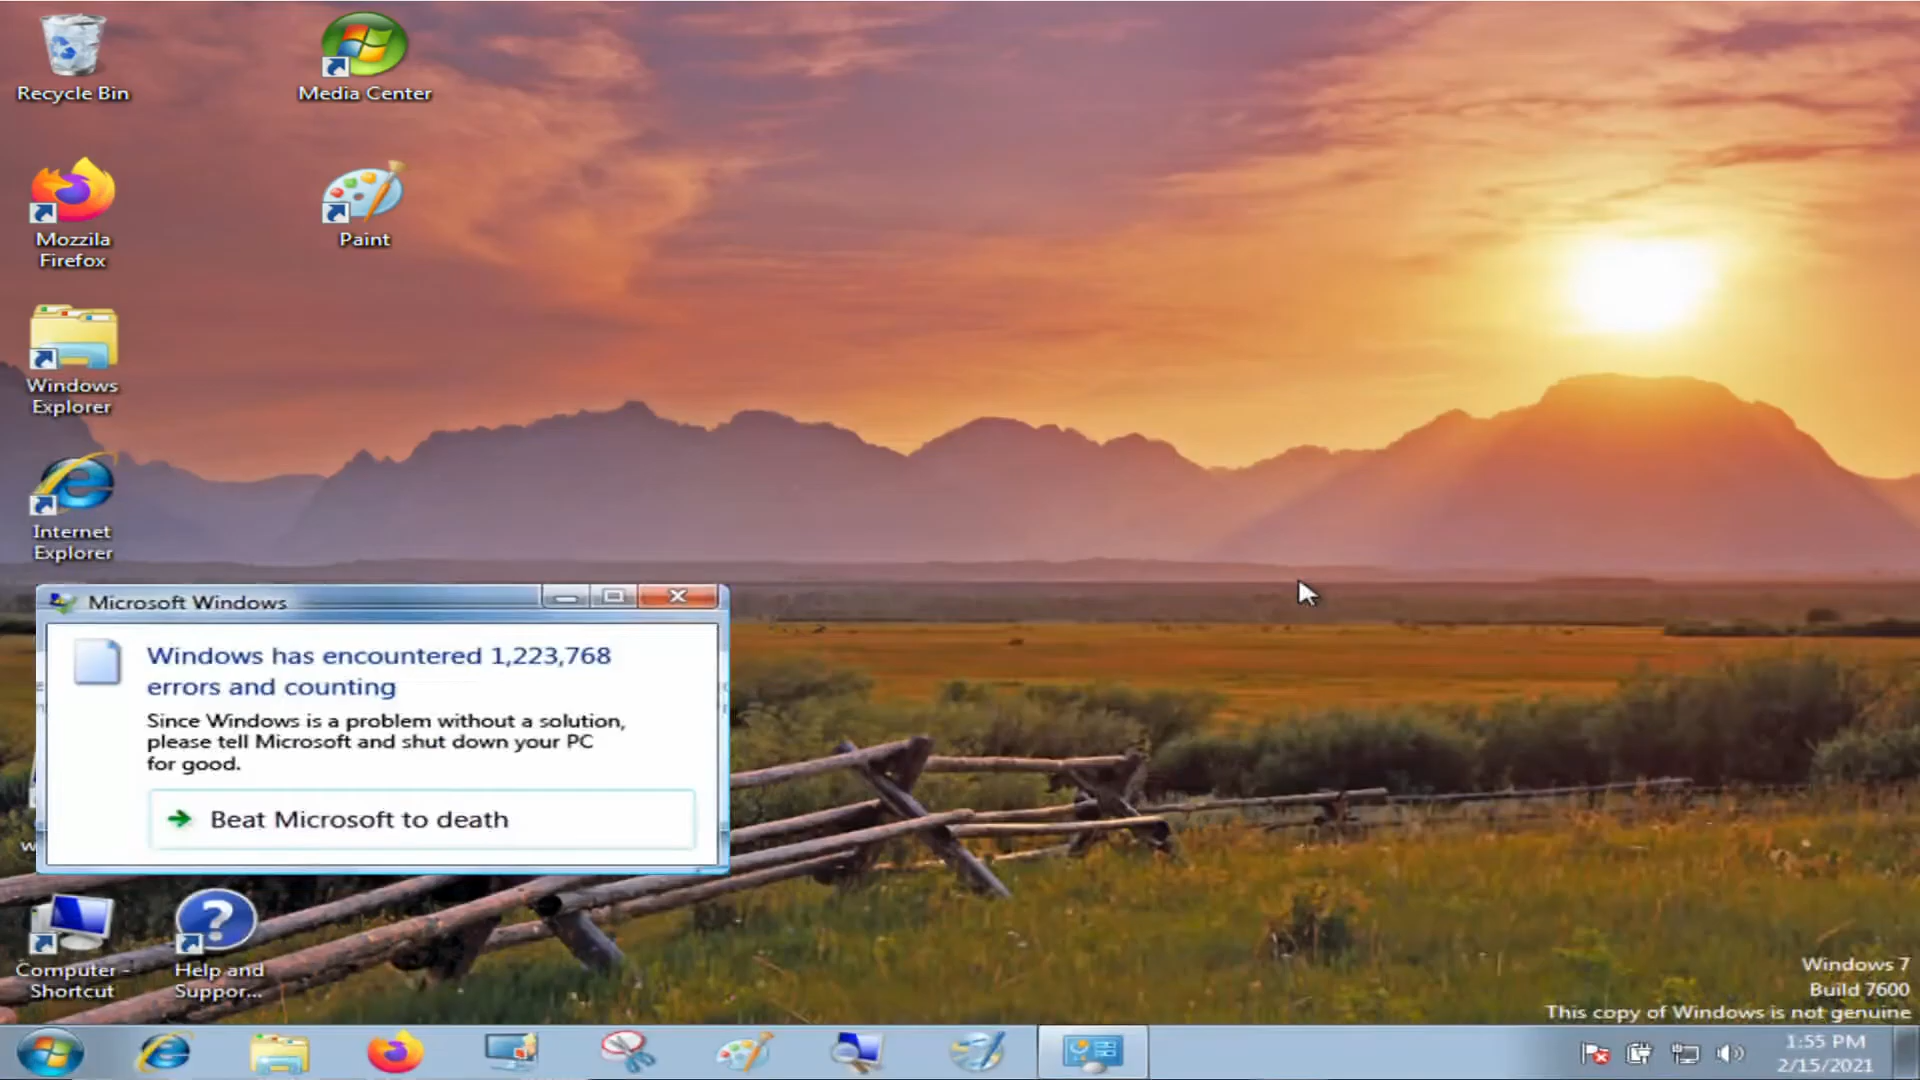 Recycle Bin
Media Center
Mozzila
Firefox
Paint
Windows
Explorer
Internet
Explorer
Microsoft Windows
Windows has encountered 1,223,768
errors and counting
Since Windows is a problem without a solution,
please tell Microsoft and shut down your PC
for good.
Beat Microsoft to death
Computer -
Shortcut
Help and
Suppor...
Windows 7
Build 7600
This copy of Windows is not genuine
1:55 PM
2/15/2021